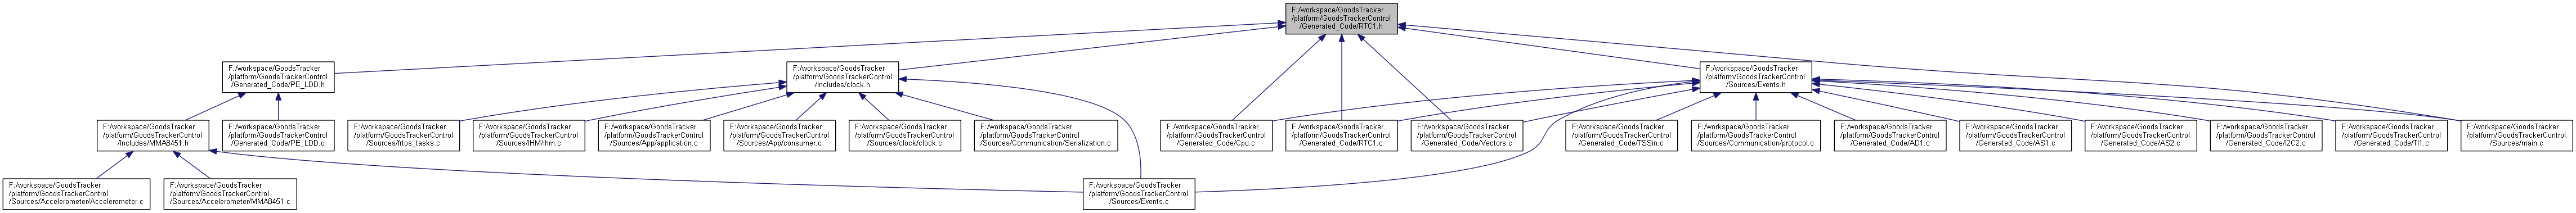 F:/workspace/GoodsTracker
/platform/GoodsTrackerControl
/Generated_Code/RTC1.h
F:/workspace/GoodsTracker
/platform/GoodsTrackerControl
/Generated_Code/PE_LDD.h
F:/workspace/GoodsTracker
/platform/GoodsTrackerControl
/Includes/clock.h
F:/workspace/GoodsTracker
/platform/GoodsTrackerControl
/Sources/Events.h
F:/workspace/GoodsTracker
/platform/GoodsTrackerControl
/Includes/MMA8451.h
F:/workspace/GoodsTracker
/platform/GoodsTrackerControl
/Generated_Code/PE_LDD.c
F:/workspace/GoodsTracker
/platform/GoodsTrackerControl
/Sources/frtos_tasks.c
F:/workspace/GoodsTracker
/platform/GoodsTrackerControl
/Sources/IHM/ihm.c
F:/workspace/GoodsTracker
/platform/GoodsTrackerControl
/Sources/App/application.c
F:/workspace/GoodsTracker
/platform/GoodsTrackerControl
/Sources/App/consumer.c
F:/workspace/GoodsTracker
/platform/GoodsTrackerControl
/Sources/clock/clock.c
F:/workspace/GoodsTracker
/platform/GoodsTrackerControl
/Sources/Communication/Serialization.c
F:/workspace/GoodsTracker
/platform/GoodsTrackerControl
/Generated_Code/Cpu.c
F:/workspace/GoodsTracker
/platform/GoodsTrackerControl
/Generated_Code/RTC1.c
F:/workspace/GoodsTracker
/platform/GoodsTrackerControl
/Generated_Code/Vectors.c
F:/workspace/GoodsTracker
/platform/GoodsTrackerControl
/Generated_Code/TSSin.c
F:/workspace/GoodsTracker
/platform/GoodsTrackerControl
/Sources/Communication/protocol.c
F:/workspace/GoodsTracker
/platform/GoodsTrackerControl
/Generated_Code/AD1.c
F:/workspace/GoodsTracker
/platform/GoodsTrackerControl
/Generated_Code/AS1.c
F:/workspace/GoodsTracker
/platform/GoodsTrackerControl
/Generated_Code/AS2.c
F:/workspace/GoodsTracker
/platform/GoodsTrackerControl
/Generated_Code/I2C2.c
F:/workspace/GoodsTracker
/platform/GoodsTrackerControl
/Generated_Code/TI1.c
F:/workspace/GoodsTracker
/platform/GoodsTrackerControl
/Sources/main.c
F:/workspace/GoodsTracker
/platform/GoodsTrackerControl
/Sources/Accelerometer/Accelerometer.c
F:/workspace/GoodsTracker
/platform/GoodsTrackerControl
/Sources/Accelerometer/MMA8451.c
F:/workspace/GoodsTracker
/platform/GoodsTrackerControl
/Sources/Events.c